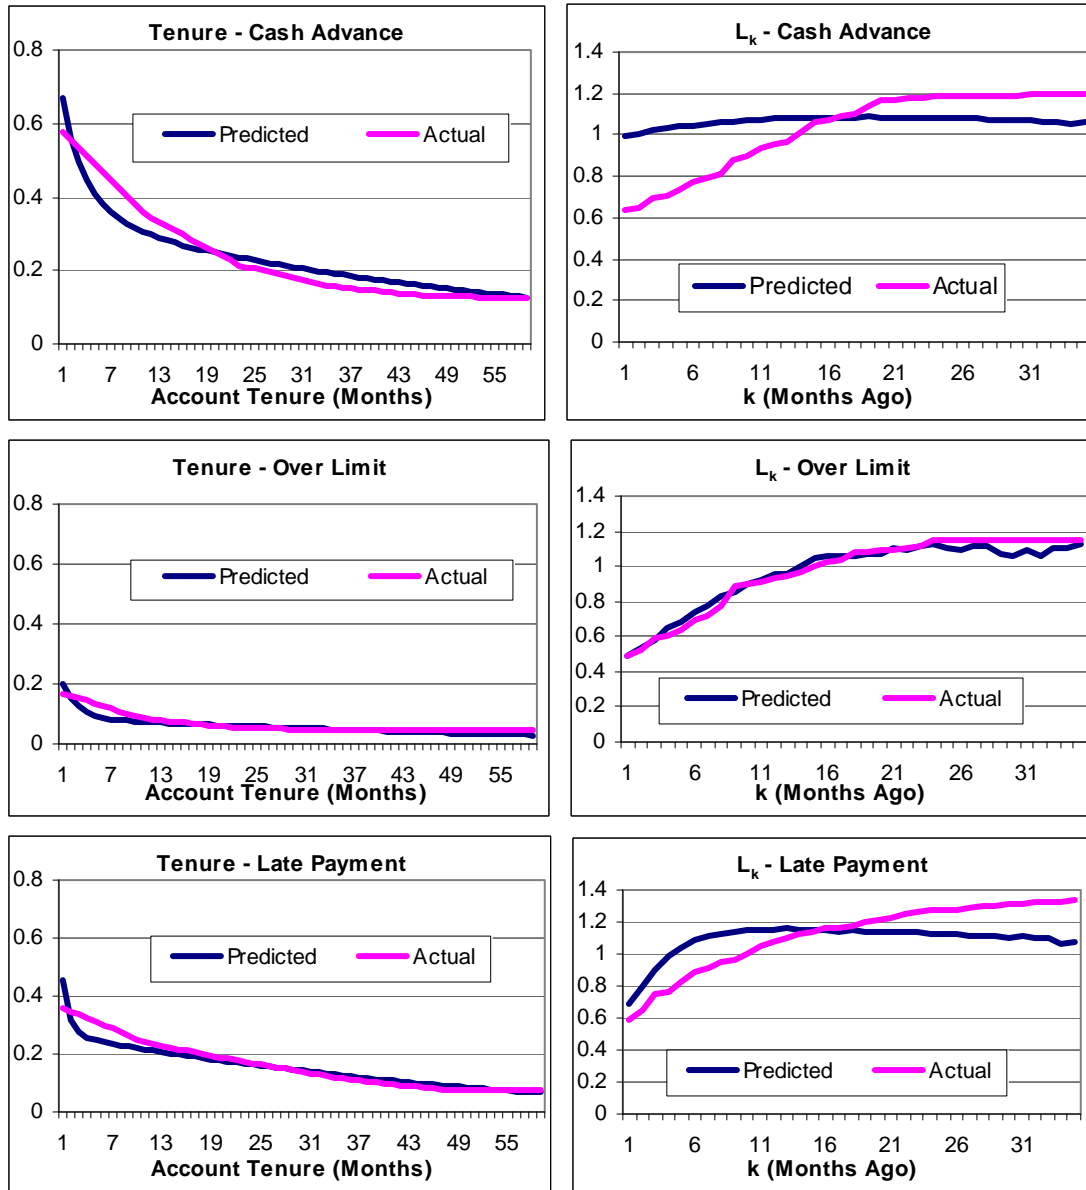 Tenure - Cash Advance
0.8
0.6
0.4
0.2
0
Predicted Actual
1 7 13 19 25 31 37 43 49 55
Account Tenure (Months)
Lk - Cash Advance
1.4
1.2
1
0.8
0.6
0.4
0.2
0
Predicted Actual
1 6 11 16 21 26 31
k (Months Ago)
Tenure - Over Limit
0.8
0.6
0.4
0.2
0
Predicted Actual
1 7 13 19 25 31 37 43 49 55
Account Tenure (Months)
Lk - Over Limit
1.4
1.2
1
0.8
0.6
0.4
0.2
0
Predicted Actual
1 6 11 16 21 26 31
k (Months Ago)
Tenure - Late Payment
0.8
0.6
0.4
0.2
0
Predicted Actual
1 7 13 19 25 31 37 43 49 55
Account Tenure (Months)
Lk - Late Payment
1.4
1.2
1
0.8
0.6
0.4
0.2
0
Predicted Actual
1 6 11 16 21 26 31
k (Months Ago)